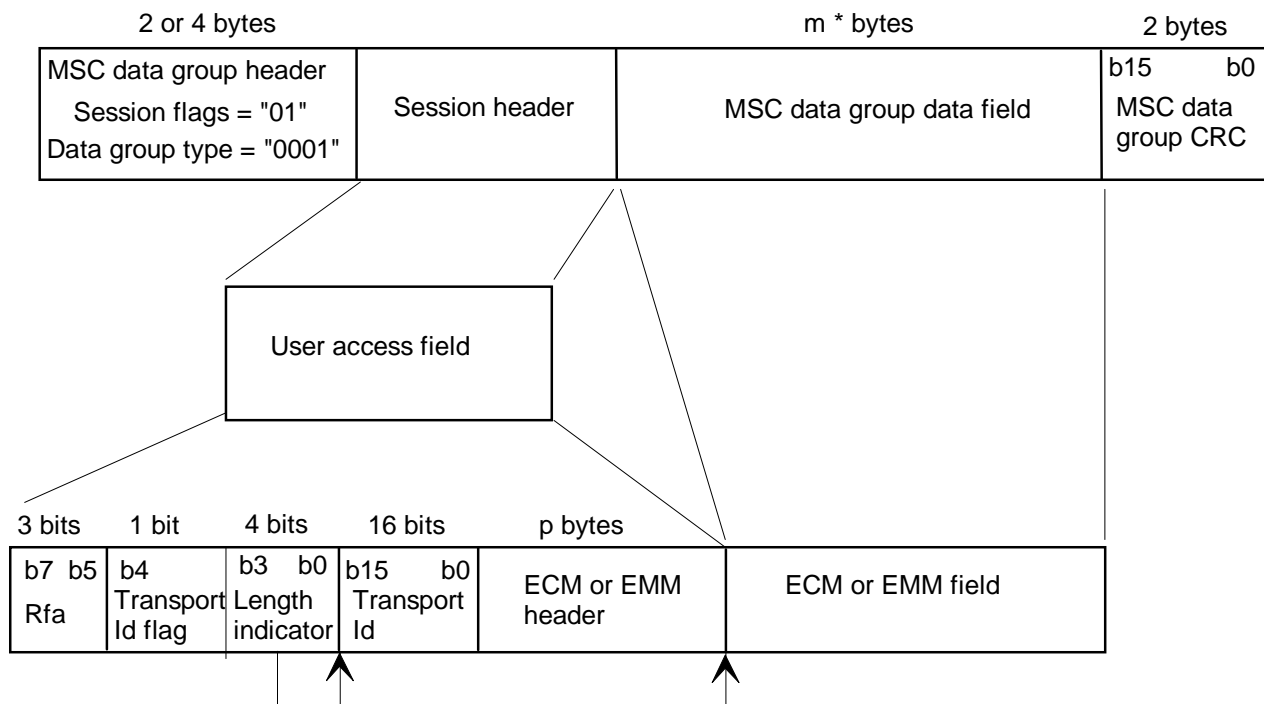 2 or 4 bytes
m * bytes
2 bytes
MSC data group header
Session flags = "01"
Data group type = "0001"
Session header
MSC data group data field
b15 b0
MSC data
group CRC
User access field
3 bits
1 bit
4 bits
16 bits
p bytes
b7 b5
Rfa
b4
Transport
Id flag
b3 b0
Length
indicator
b15 b0
Transport
Id
ECM or EMM
header
ECM or EMM field